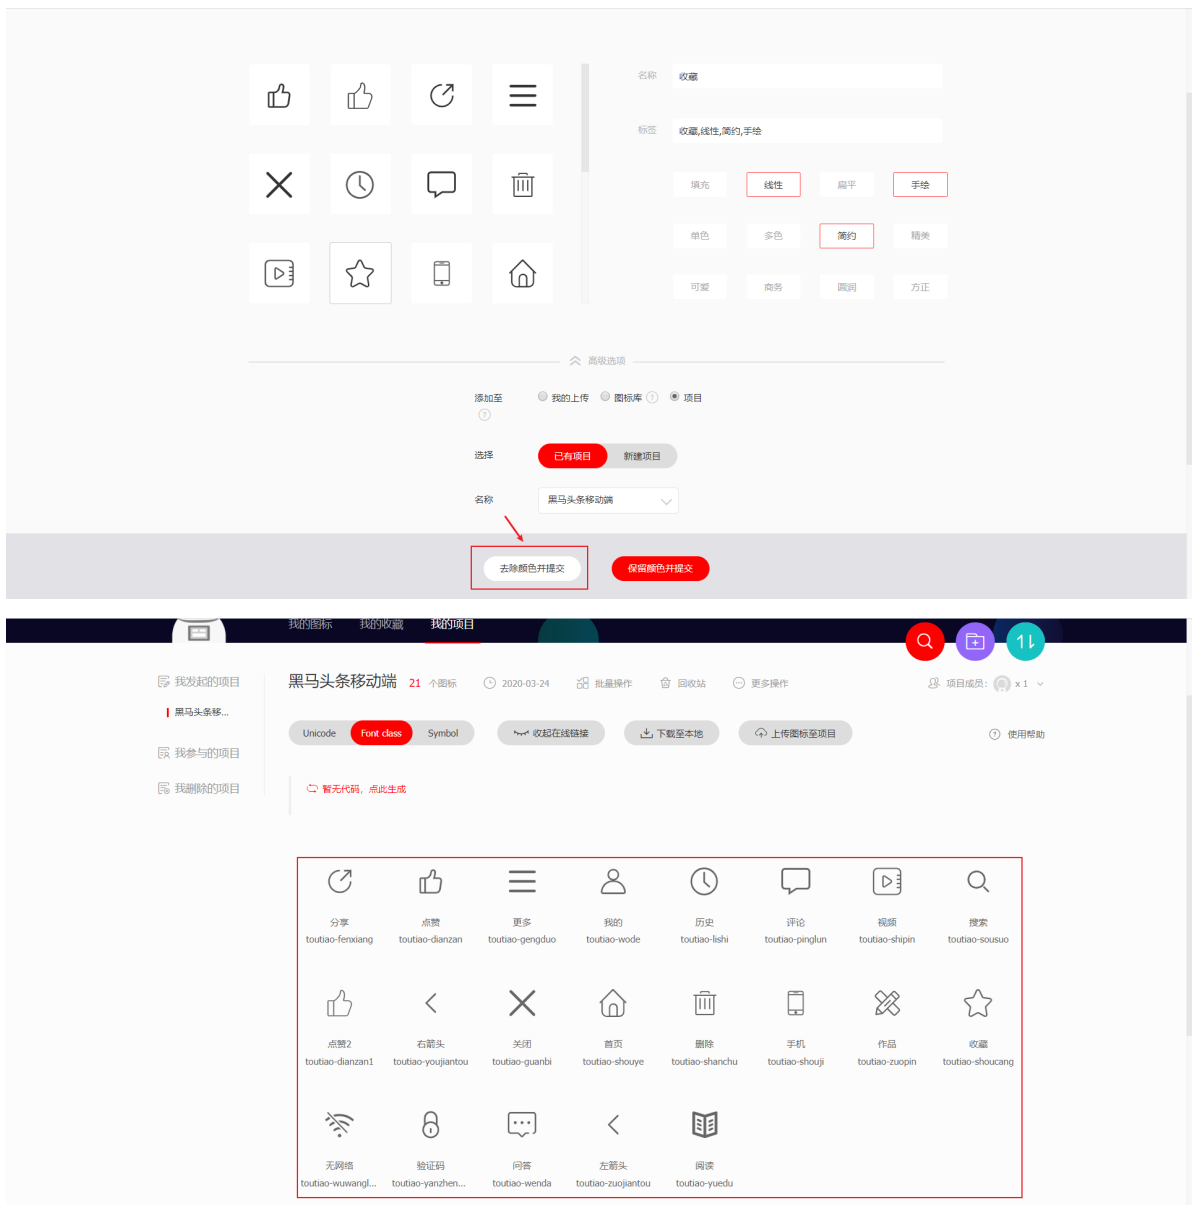 名称 收藏
标签 收藏,线性,简约,手绘
填充 线性 扁平 手绘
单色 多色 简约 精美
可爱 商务 圆润 方正
高级选项
添加至 我的上传 图标库 ? 项目
?
选择 已有项目 新建项目
名称 黑马头条移动端
去除颜色并提交 保留颜色并提交
我的图标 我的收藏 我的项目
我发起的项目
黑马头条移...
我参与的项目
我删除的项目
黑马头条移动端 21 个图标 2020-03-24 批量操作 回收站 更多操作 项目成员: x 1
Unicode Font class Symbol 收起在线链接 下载至本地 上传图标至项目 ? 使用帮助
暂无代码，点此生成
分享 点赞 更多 我的 历史 评论 视频 搜索
toutiao-fenxiang toutiao-dianzan toutiao-gengduo toutiao-wode toutiao-lishi toutiao-pinglun toutiao-shipin toutiao-sousuo
点赞2 右箭头 关闭 首页 删除 手机 作品 收藏
toutiao-dianzan1 toutiao-youjiantou toutiao-guanbi toutiao-shouye toutiao-shanchu toutiao-shouji toutiao-zuopin toutiao-shoucang
无网络 验证码 问答 左箭头 阅读
toutiao-wuwangl... toutiao-yanzhen... toutiao-wenda toutiao-zuojiantou toutiao-yuedu